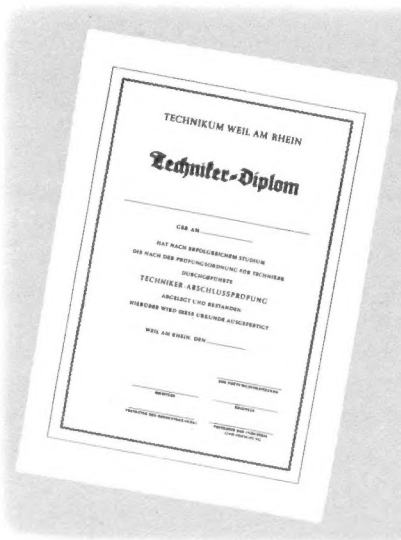 TECHNIKUM WEIL AM RHEIN
Techniker-Diplom
GEB. AM
HAT NACH ERFOLGREICHEM STUDIUM
DIE NACH DER PRÜFUNGSORDNUNG FÜR TECHNIKER
DURCHGEFÜHRTE
TECHNIKER-ABSCHLUSSPRÜFUNG
ABGELEGT UND BESTANDEN
HIERÜBER WIRD DIESE URKUNDE AUSGEFERTIGT
WEIL AM RHEIN, DEN